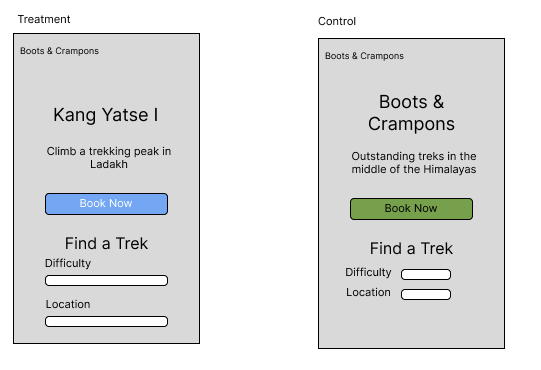 Treatment
Boots & Crampons
Kang Yatse I
Climb a trekking peak in
Ladakh
Book Now
Find a Trek
Difficulty
Location
Control
Boots & Crampons
Boots &
Crampons
Outstanding treks in the
middle of the Himalayas
Book Now
Find a Trek
Difficulty
Location